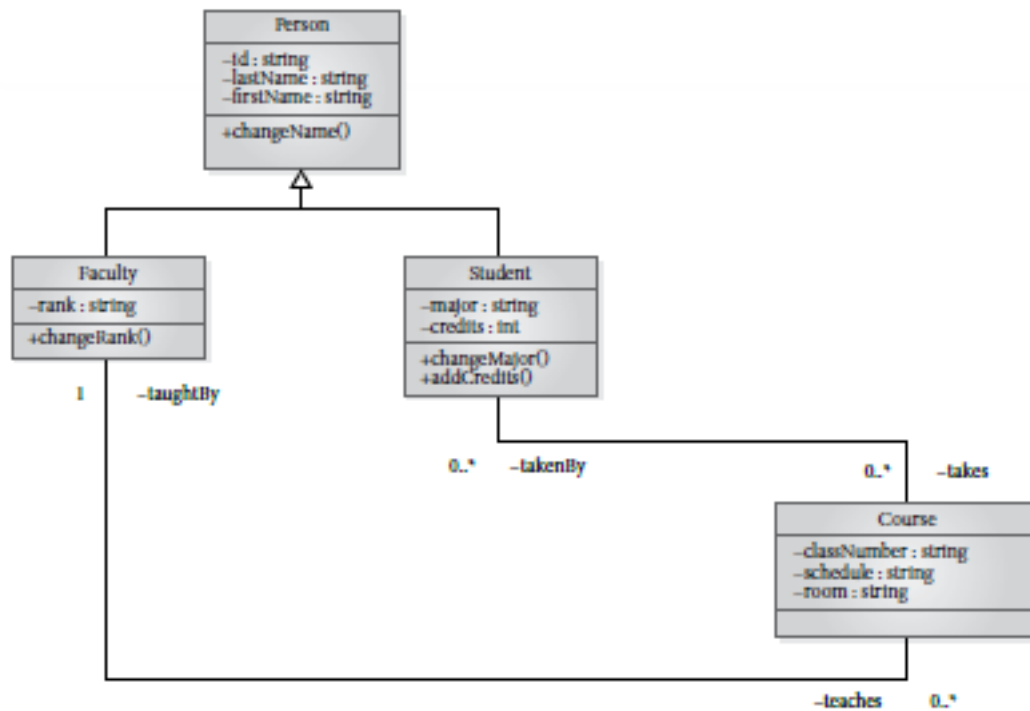 Person
-id : string
-lastName : string
-firstName : string
+changeName()
Faculty
-rank : string
+changeRank()
Student
-major : string
-credits : int
+changeMajor()
+addCredits()
1 -taughtBy
0..* -takenBy
0..* -takes
Course
-classNumber : string
-schedule : string
-room : string
-teaches 0..*